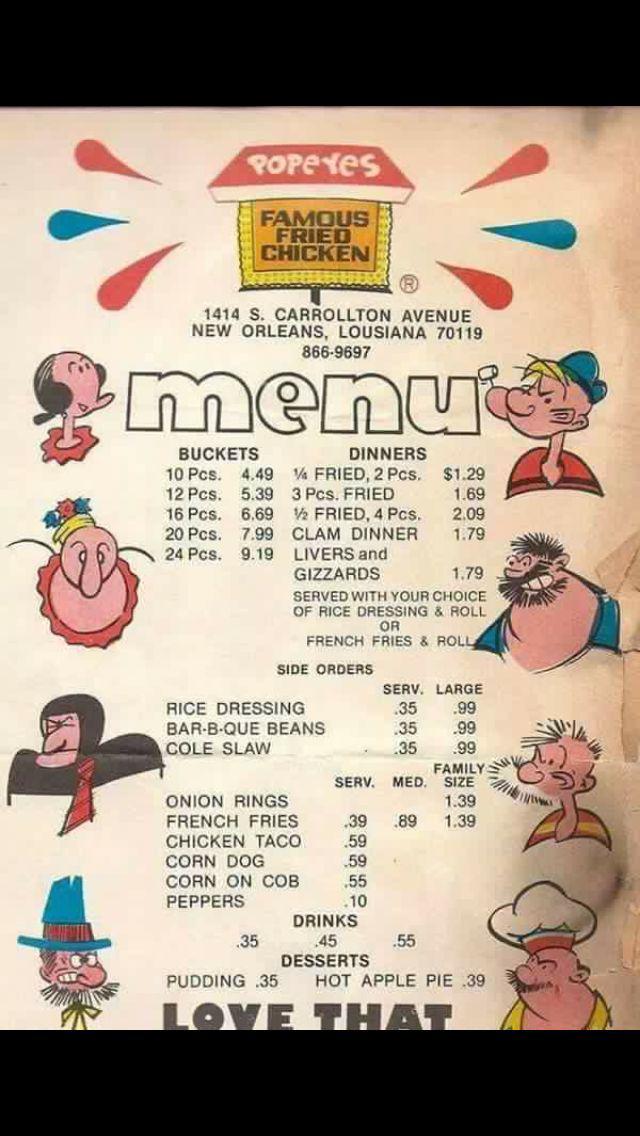 POPEYES
FAMOUS
FRIED
CHICKEN
®
1414 S. CARROLLTON AVENUE
NEW ORLEANS, LOUSIANA 70119
866-9697
menu
BUCKETS
10 Pcs. 4.49
12 Pcs. 5.39
16 Pcs. 6.69
20 Pcs. 7.99
24 Pcs. 9.19
DINNERS
¼ FRIED, 2 Pcs. $1.29
3 Pcs. FRIED 1.69
½ FRIED, 4 Pcs. 2.09
CLAM DINNER 1.79
LIVERS and
GIZZARDS 1.79
SERVED WITH YOUR CHOICE
OF RICE DRESSING & ROLL
OR
FRENCH FRIES & ROLL
SIDE ORDERS
SERV. LARGE
RICE DRESSING .35 .99
BAR-B-QUE BEANS .35 .99
COLE SLAW .35 .99
SERV. MED. FAMILY SIZE
ONION RINGS 1.39
FRENCH FRIES .39 .89 1.39
CHICKEN TACO .59
CORN DOG .59
CORN ON COB .55
PEPPERS .10
DRINKS
.35 .45 .55
DESSERTS
PUDDING .35 HOT APPLE PIE .39
LOVE THAT